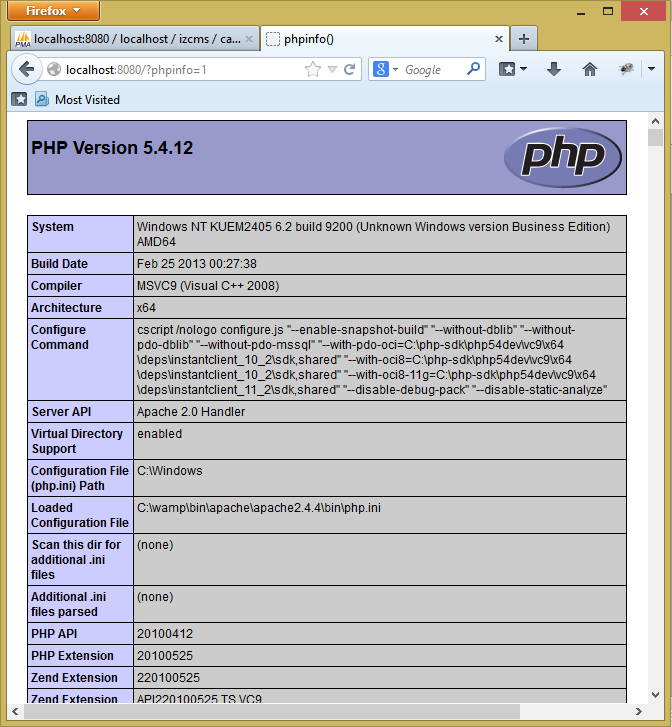 Firefox
localhost:8080 / localhost / izcms / ca...
phpinfo()
localhost:8080/?phpinfo=1
Google
Most Visited
PHP Version 5.4.12
php
System
Windows NT KUEM2405 6.2 build 9200 (Unknown Windows version Business Edition)
AMD64
Build Date
Feb 25 2013 00:27:38
Compiler
MSVC9 (Visual C++ 2008)
Architecture
x64
Configure
Command
cscript /nologo configure.js "--enable-snapshot-build" "--without-dblib" "--without-
pdo-dblib" "--without-pdo-mssql" "--with-pdo-oci=C:\php-sdk\php54dev\vc9\x64
\deps\instantclient_10_2\sdk,shared" "--with-oci8=C:\php-sdk\php54dev\vc9\x64
\deps\instantclient_10_2\sdk,shared" "--with-oci8-11g=C:\php-sdk\php54dev\vc9\x64
\deps\instantclient_11_2\sdk,shared" "--disable-debug-pack" "--disable-static-analyze"
Server API
Apache 2.0 Handler
Virtual Directory
Support
enabled
Configuration File
(php.ini) Path
C:\Windows
Loaded
Configuration File
C:\wamp\bin\apache\apache2.4.4\bin\php.ini
Scan this dir for
additional .ini
files
(none)
Additional .ini
files parsed
(none)
PHP API
20100412
PHP Extension
20100525
Zend Extension
220100525
Zend Extension
API220100525,TS,VC9